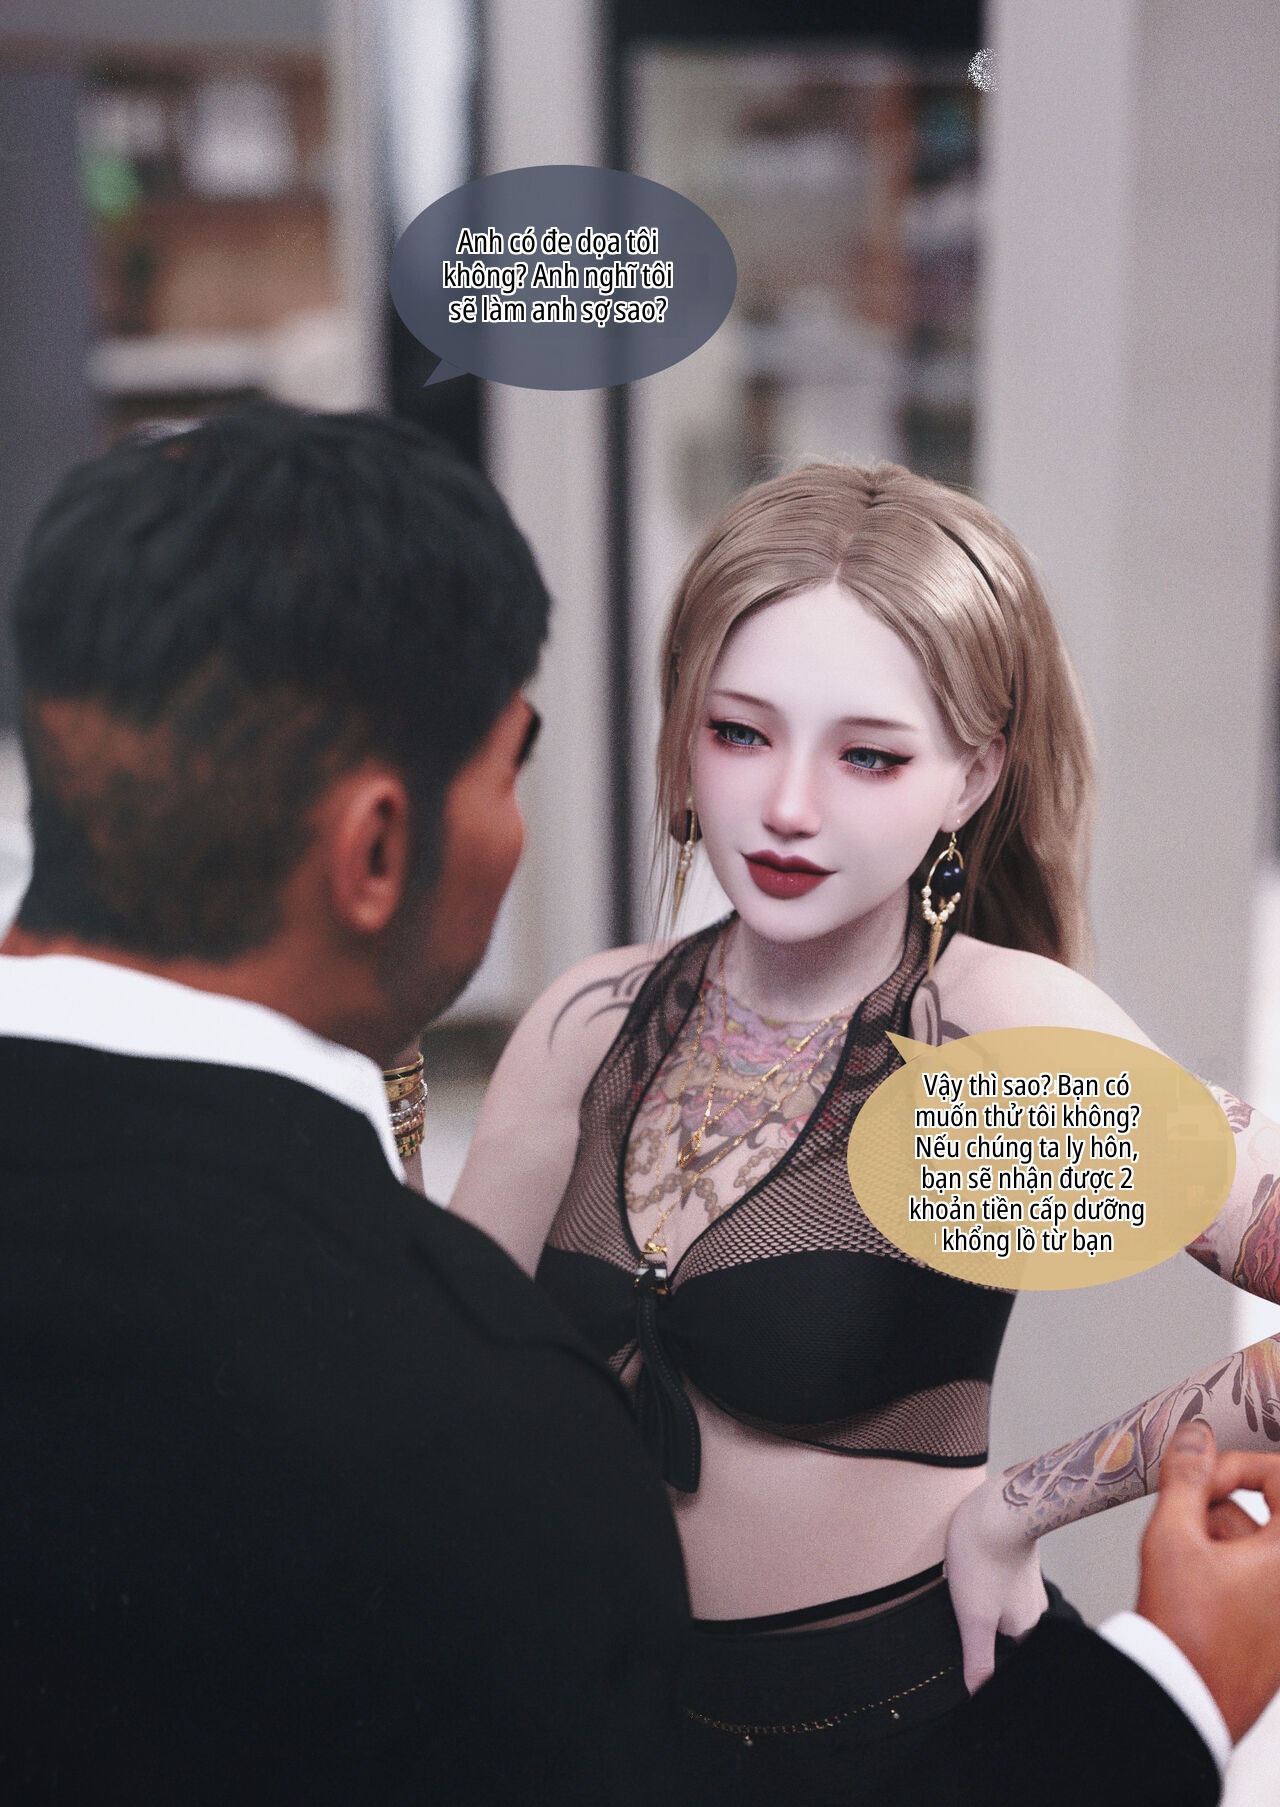 Anh có đe dọa tôi
không? Anh nghĩ tôi
sẽ làm anh sợ sao?
Vậy thì sao? Bạn có
muốn thử tôi không?
Nếu chúng ta ly hôn,
bạn sẽ nhận được 2
khoản tiền cấp dưỡng
khổng lồ từ bạn